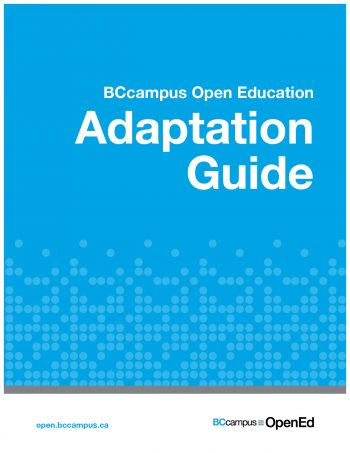 BCcampus Open Education
Adaptation
Guide
open.bccampus.ca
BCcampus OpenEd